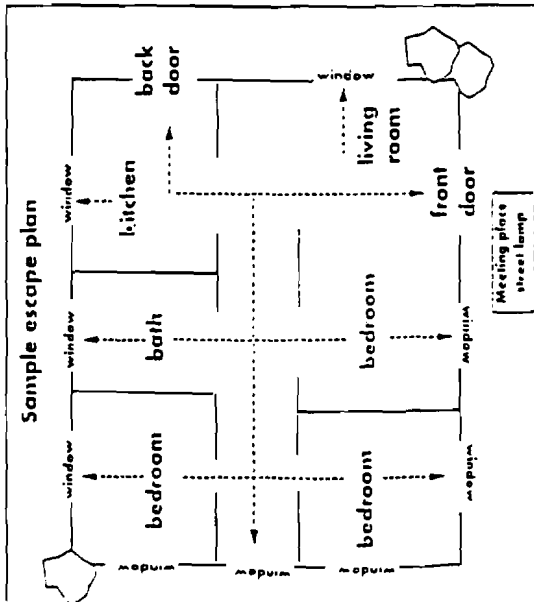 Sample escape plan
window
window
window
kitchen
back
door
bath
bedroom
window
living
room
bedroom
bedroom
front
door
window
window
window
window
window
Meeting place
street lamp